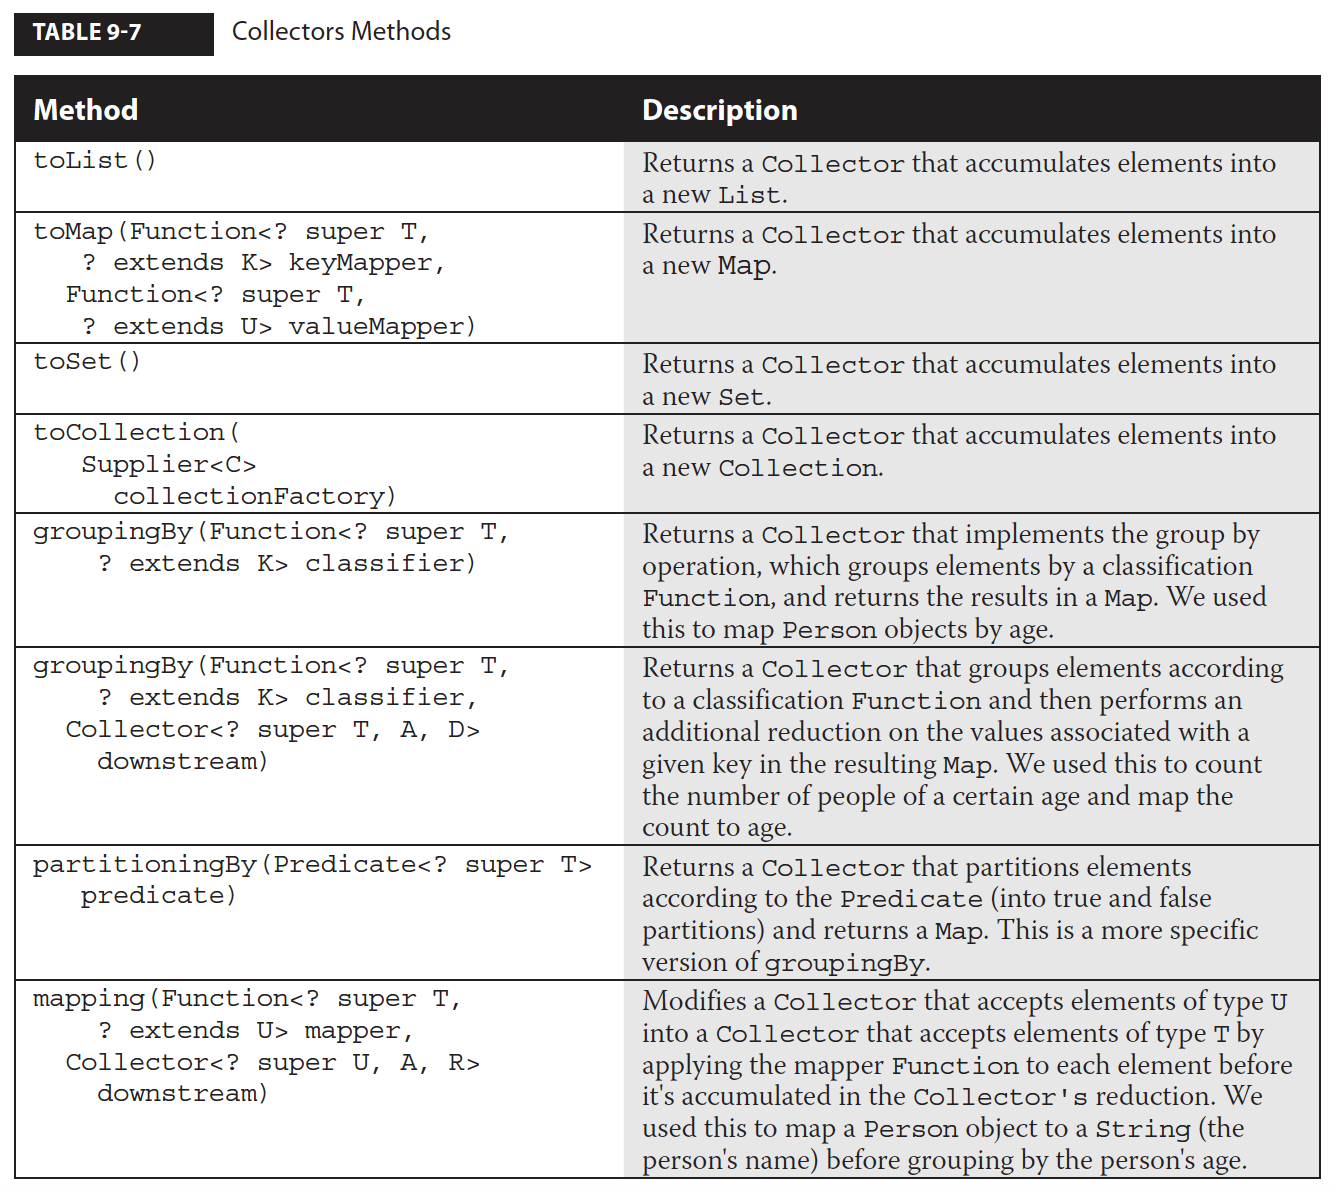 TABLE 9-7 Collectors Methods
Method Description
toList()
Returns a Collector that accumulates elements into
a new List.
toMap(Function<? super T,
? extends K> keyMapper,
Function<? super T,
? extends U> valueMapper)
Returns a Collector that accumulates elements into
a new Map.
toSet()
Returns a Collector that accumulates elements into
a new Set.
toCollection(
Supplier<C>
collectionFactory)
Returns a Collector that accumulates elements into
a new Collection.
groupingBy(Function<? super T,
? extends K> classifier)
Returns a Collector that implements the group by
operation, which groups elements by a classification
Function, and returns the results in a Map. We used
this to map Person objects by age.
groupingBy(Function<? super T,
? extends K> classifier,
Collector<? super T, A, D>
downstream)
Returns a Collector that groups elements according
to a classification Function and then performs an
additional reduction on the values associated with a
given key in the resulting Map. We used this to count
the number of people of a certain age and map the
count to age.
partitioningBy(Predicate<? super T>
predicate)
Returns a Collector that partitions elements
according to the Predicate (into true and false
partitions) and returns a Map. This is a more specific
version of groupingBy.
mapping(Function<? super T,
? extends U> mapper,
Collector<? super U, A, R>
downstream)
Modifies a Collector that accepts elements of type U
into a Collector that accepts elements of type T by
applying the mapper Function to each element before
it's accumulated in the Collector's reduction. We
used this to map a Person object to a String (the
person's name) before grouping by the person's age.